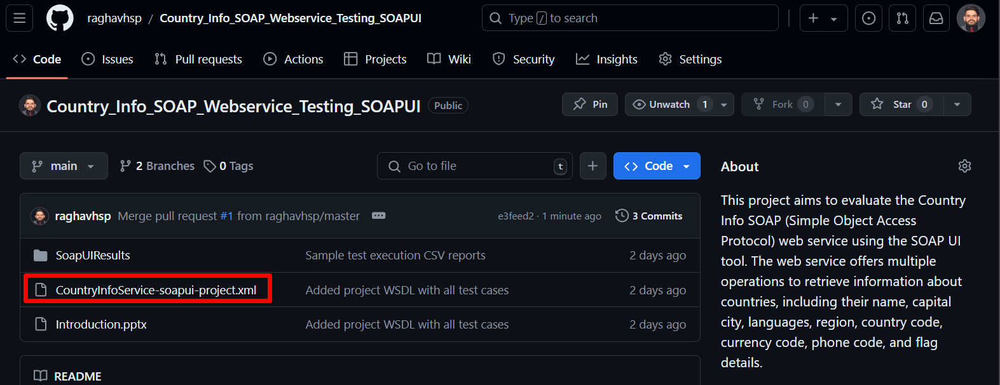 raghavhsp / Country_Info_SOAP_Webservice_Testing_SOAPUI
Type / to search
Code Issues Pull requests Actions Projects Wiki Security Insights Settings
Country_Info_SOAP_Webservice_Testing_SOAPUI Public
Pin Unwatch 1 Fork 0 Star 0
main 2 Branches 0 Tags Go to file t Code
raghavhsp Merge pull request #1 from raghavhsp/master e3feed2 · 1 minute ago 3 Commits
SoapUIResults Sample test execution CSV reports 2 days ago
CountryInfoService-soapui-project.xml Added project WSDL with all test cases 2 days ago
Introduction.pptx Added project WSDL with all test cases 2 days ago
README
About
This project aims to evaluate the Country
Info SOAP (Simple Object Access
Protocol) web service using the SOAP UI
tool. The web service offers multiple
operations to retrieve information about
countries, including their name, capital
city, languages, region, country code,
currency code, phone code, and flag
details.